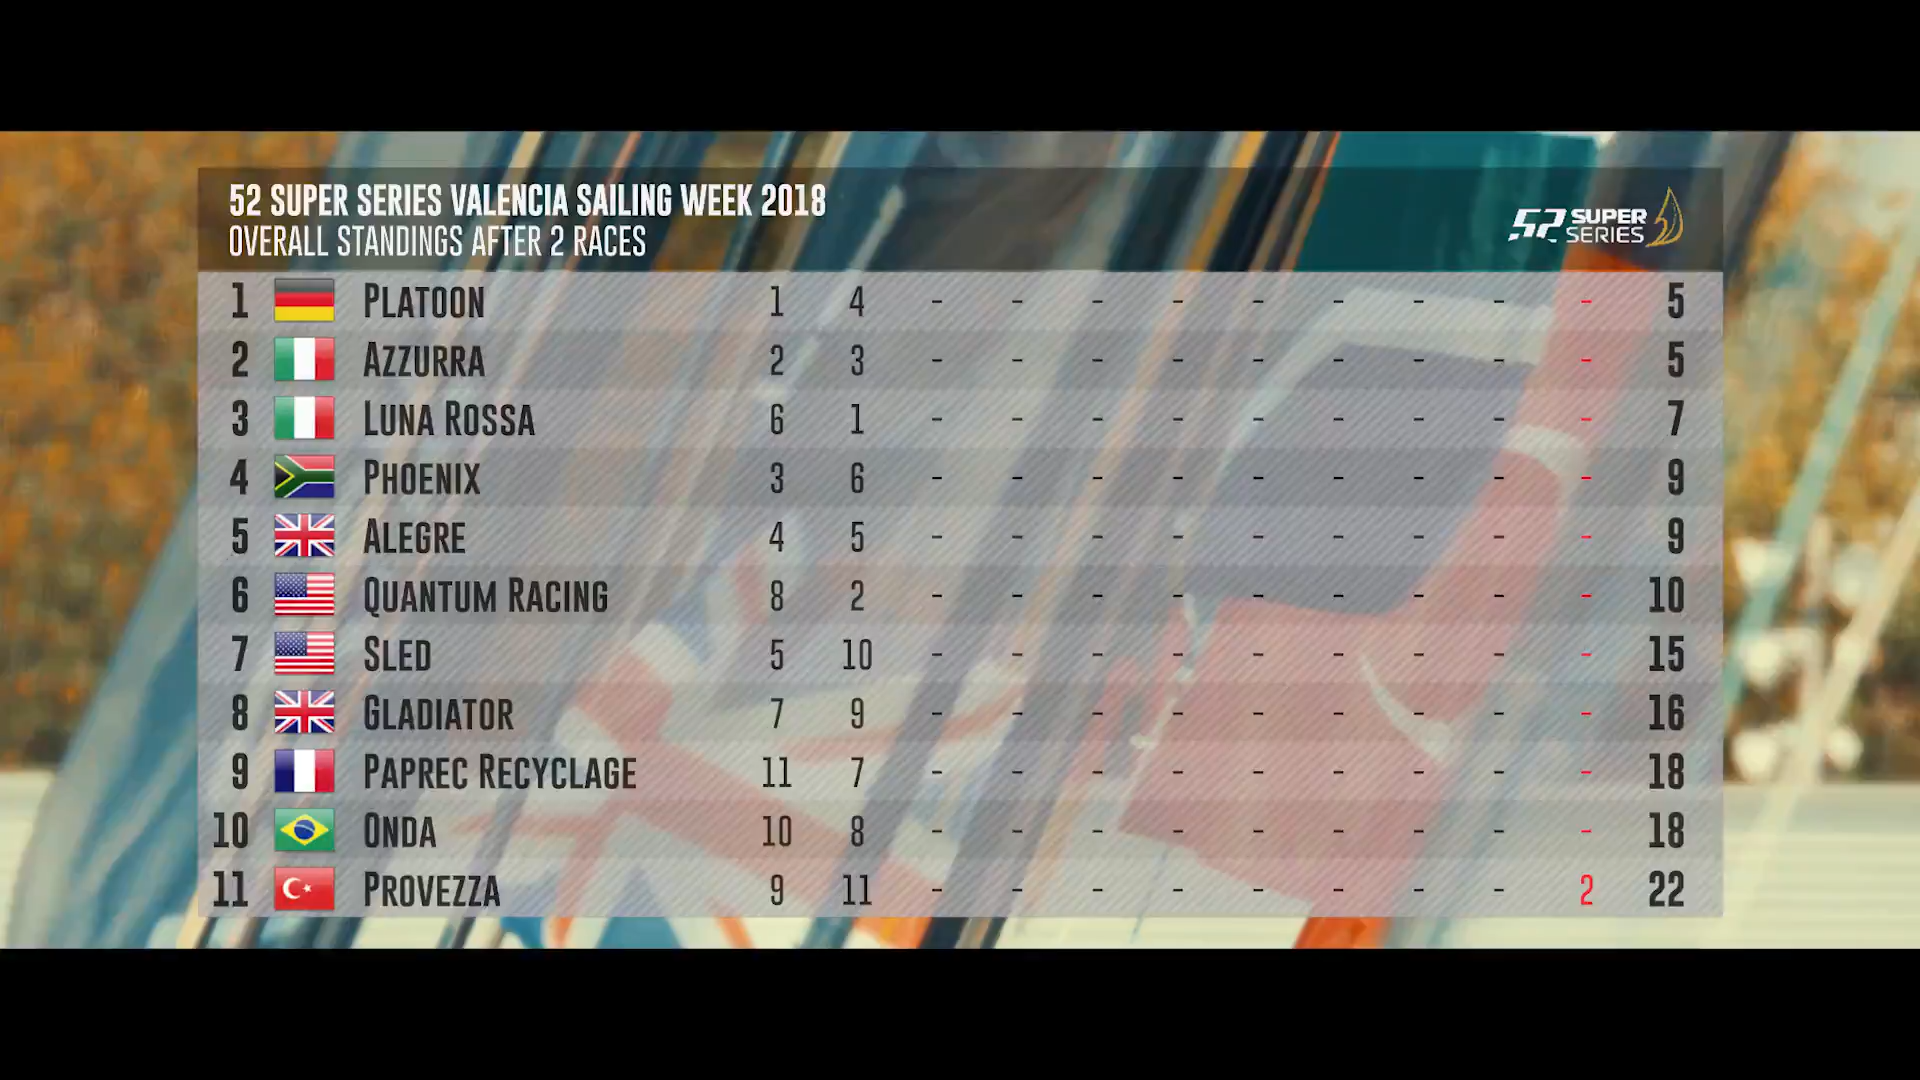 52 SUPER SERIES VALENCIA SAILING WEEK 2018
OVERALL STANDINGS AFTER 2 RACES
52 SUPER SERIES
1 PLATOON 1 4 - - - - - - - - - 5
2 AZZURRA 2 3 - - - - - - - - - 5
3 LUNA ROSSA 6 1 - - - - - - - - - 7
4 PHOENIX 3 6 - - - - - - - - - 9
5 ALEGRE 4 5 - - - - - - - - - 9
6 QUANTUM RACING 8 2 - - - - - - - - - 10
7 SLED 5 10 - - - - - - - - - 15
8 GLADIATOR 7 9 - - - - - - - - - 16
9 PAPREC RECYCLAGE 11 7 - - - - - - - - - 18
10 ONDA 10 8 - - - - - - - - - 18
11 PROVEZZA 9 11 - - - - - - - - 2 22